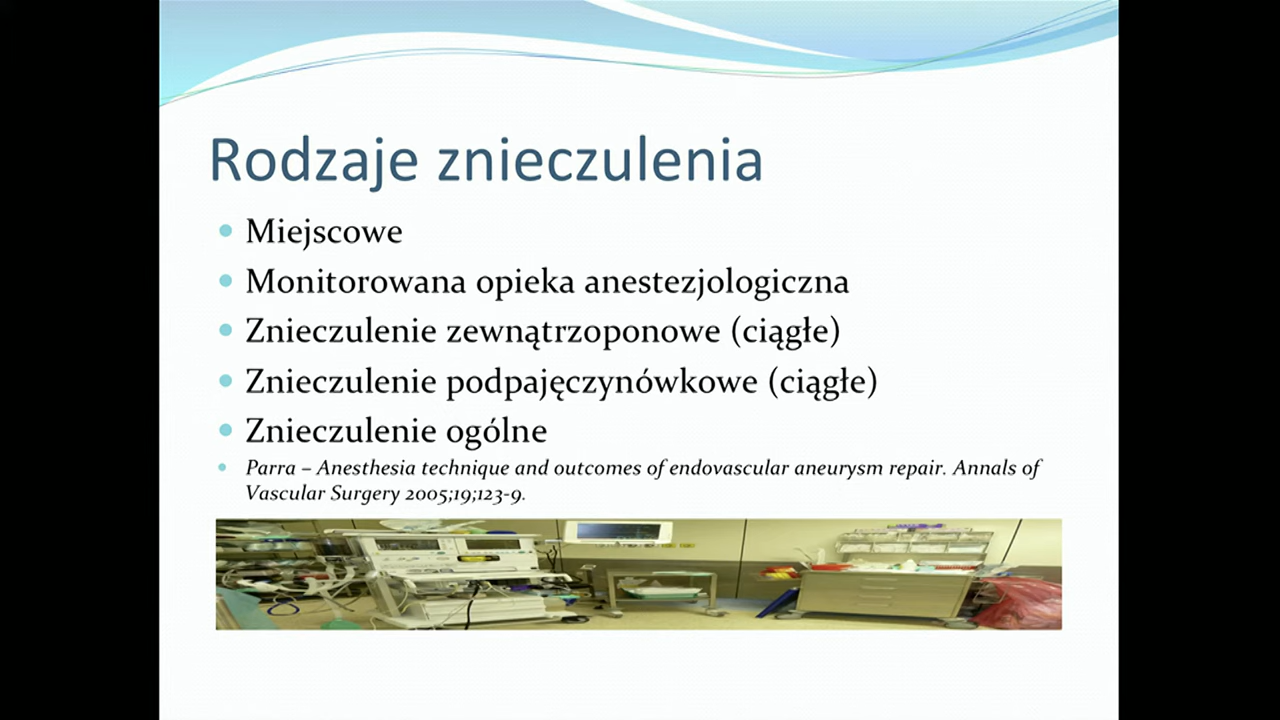 Rodzaje znieczulenia
Miejscowe
Monitorowana opieka anestezjologiczna
Znieczulenie zewnątrzoponowe (ciągłe)
Znieczulenie podpajęczynówkowe (ciągłe)
Znieczulenie ogólne
Parra – Anesthesia technique and outcomes of endovascular aneurysm repair. Annals of
Vascular Surgery 2005;19;123-9.